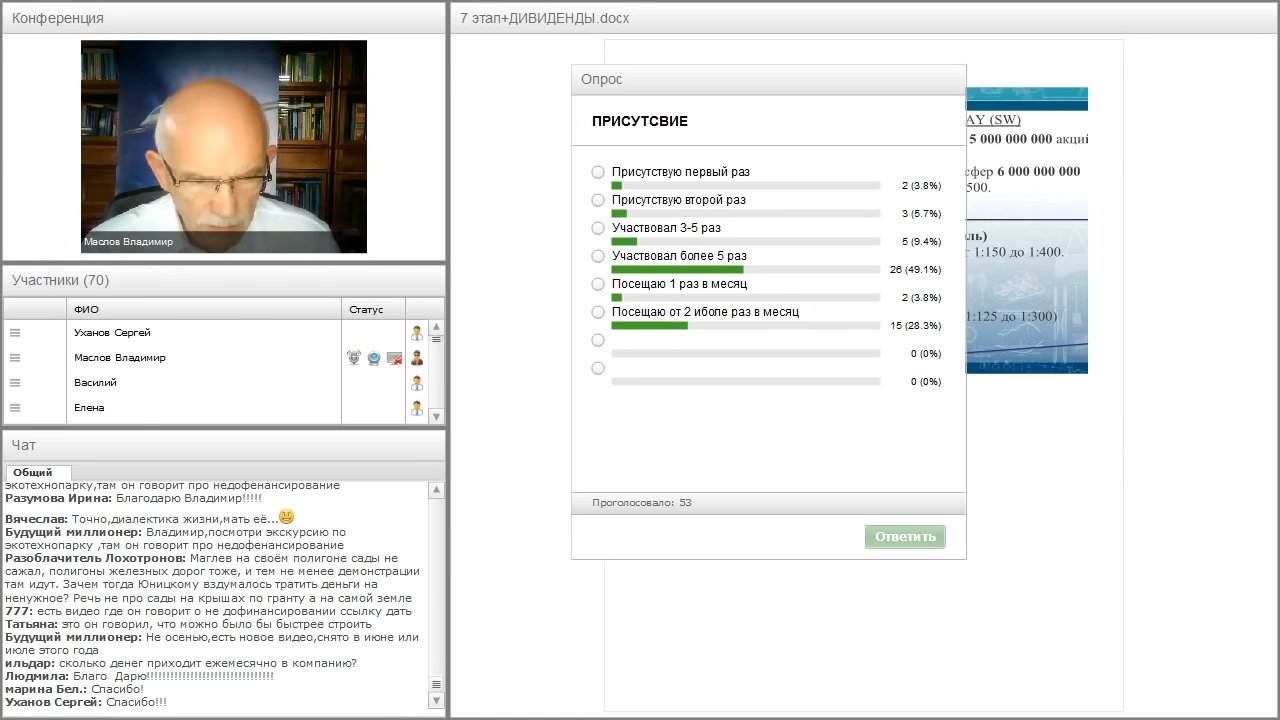 Конференция
Маслов Владимир
Участники (70)
ФИО
Статус
Уханов Сергей
Маслов Владимир
Василий
Елена
Чат
Общий
экотехнопарку,там он говорит про недофенансирование
Разумова Ирина: Благодарю Владимир!!!!!
Вячеслав: Точно,диалектика жизни,мать её...
Будущий миллионер: Владимир,посмотри экскурсию по
экотехнопарку ,там он говорит про недофенансирование
Разоблачитель Лохотронов: Маглев на своём полигоне сады не
сажал, полигоны железных дорог тоже, и тем не менее демонстрации
там идут. Зачем тогда Юницкому вздумалось тратить деньги на
ненужное? Речь не про сады на крышах по гранту а на самой земле
777: есть видео где он говорит о не дофинансировании ссылку дать
Татьяна: это он говорил, что можно было бы быстрее строить
Будущий миллионер: Не осенью,есть новое видео,снято в июне или
июле этого года
ильдар: сколько денег приходит ежемесячно в компанию?
Людмила: Благо Дарю!!!!!!!!!!!!!!!!!!!!!!!!!!!!!!!!
марина Бел.: Спасибо!
Уханов Сергей: Спасибо!!!
7 этап+ДИВИДЕНДЫ.docx
Опрос
ПРИСУТСВИЕ
Присутствую первый раз
2 (3.8%)
Присутствую второй раз
3 (5.7%)
Участвовал 3-5 раз
5 (9.4%)
Участвовал более 5 раз
26 (49.1%)
Посещаю 1 раз в месяц
2 (3.8%)
Посещаю от 2 иболе раз в месяц
15 (28.3%)
0 (0%)
0 (0%)
Проголосовало: 53
Ответить
AY (SW)
5 000 000 000 акций
сфер 6 000 000 000
500.
ль)
т 1:150 до 1:400.
1:125 до 1:300)